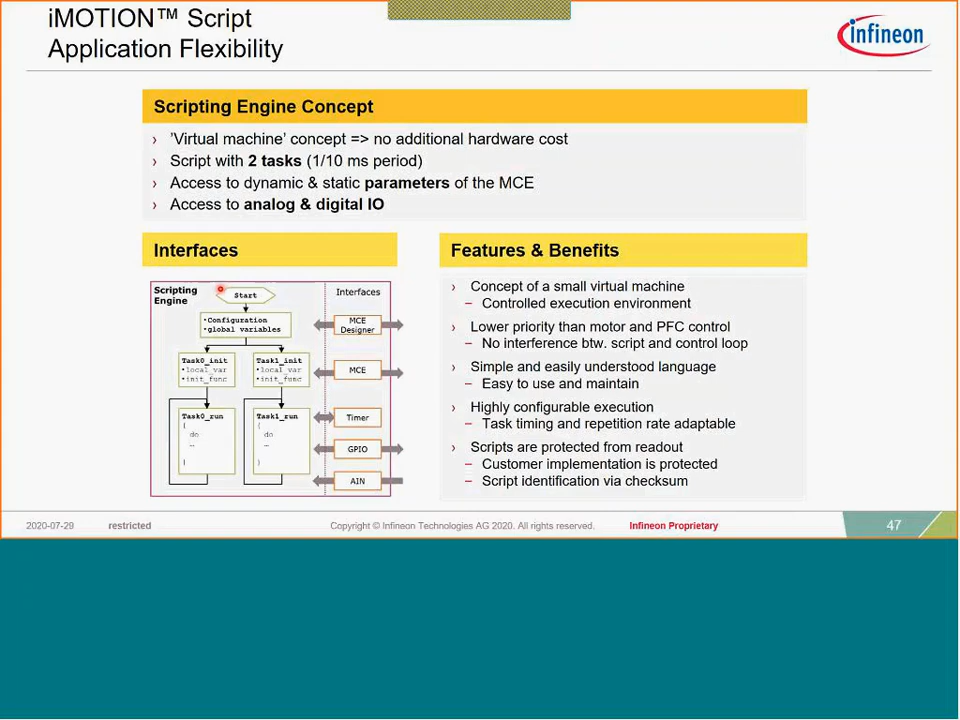 iMOTION™ Script
Application Flexibility
infineon
Scripting Engine Concept
› 'Virtual machine' concept => no additional hardware cost
› Script with 2 tasks (1/10 ms period)
› Access to dynamic & static parameters of the MCE
› Access to analog & digital IO
Interfaces
Scripting
Engine
Start
Interfaces
•Configuration
•global variables
MCE
Designer
Task0_init
•local_var
•init_func
Task1_init
•local_var
•init_func
MCE
Task0_run
{
do
…
}
Task1_run
{
do
…
}
Timer
GPIO
AIN
Features & Benefits
› Concept of a small virtual machine
– Controlled execution environment
› Lower priority than motor and PFC control
– No interference btw. script and control loop
› Simple and easily understood language
– Easy to use and maintain
› Highly configurable execution
– Task timing and repetition rate adaptable
› Scripts are protected from readout
– Customer implementation is protected
– Script identification via checksum
2020-07-29 restricted Copyright © Infineon Technologies AG 2020. All rights reserved. Infineon Proprietary 47